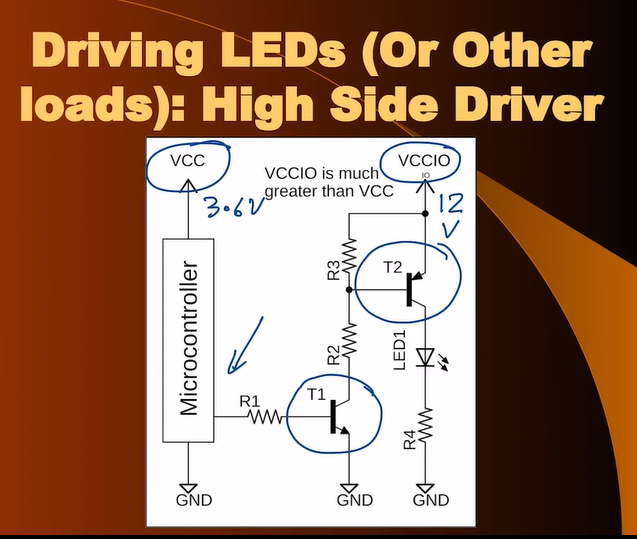 Driving LEDs (Or Other
loads): High Side Driver
VCC
VCCIO is much
greater than VCC
VCCIO
IO
3.6V
12
V
Microcontroller
R3
T2
R2
LED1
R1
T1
R4
GND
GND
GND